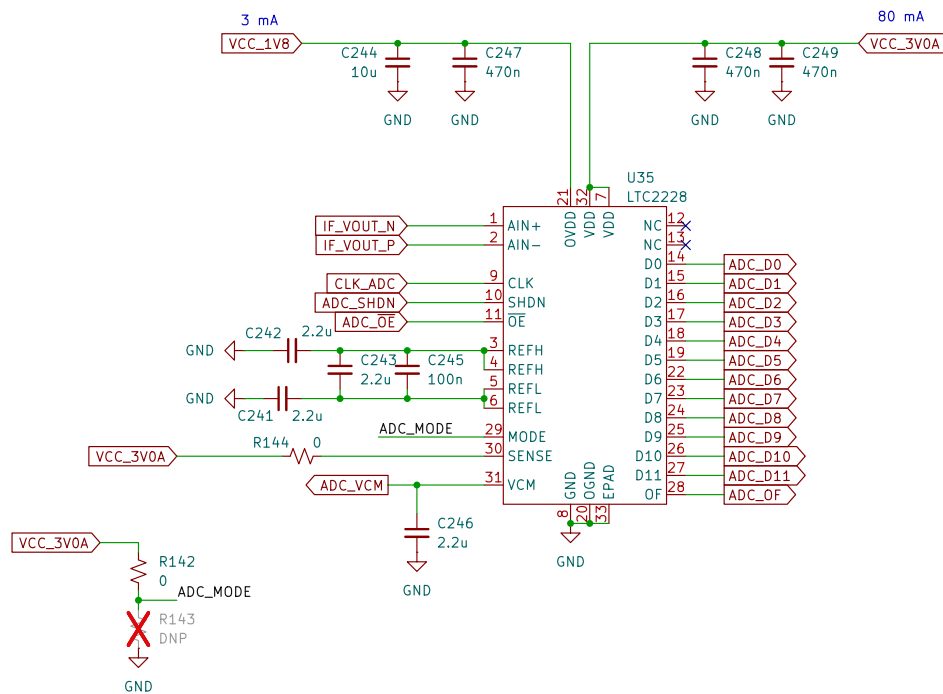 3 mA
80 mA
VCC_1V8
C244
10u
C247
470n
C248
470n
C249
470n
VCC_3V0A
GND
GND
GND
GND
U35
LTC2228
21
32
7
OVDD
VDD
VDD
IF_VOUT_N
1
AIN+
NC
12
IF_VOUT_P
2
AIN-
NC
13
D0
14
ADC_D0
CLK_ADC
9
CLK
D1
15
ADC_D1
ADC_SHDN
10
SHDN
D2
16
ADC_D2
ADC_OE
11
OE
D3
17
ADC_D3
C242
2.2u
D4
18
ADC_D4
GND
3
REFH
D5
19
ADC_D5
C243
2.2u
C245
100n
4
REFH
D6
22
ADC_D6
5
REFL
D7
23
ADC_D7
GND
6
REFL
D8
24
ADC_D8
C241
2.2u
ADC_MODE
29
MODE
D9
25
ADC_D9
R144
0
VCC_3V0A
30
SENSE
D10
26
ADC_D10
D11
27
ADC_D11
ADC_VCM
31
VCM
OF
28
ADC_OF
GND
OGND
EPAD
8
20
33
C246
2.2u
GND
GND
VCC_3V0A
R142
0
ADC_MODE
R143
DNP
GND